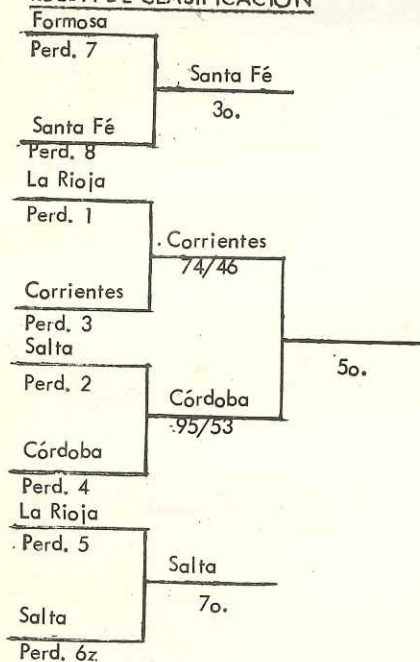 Formosa
Perd. 7
Santa Fé
3o.
Santa Fé
Perd. 8
La Rioja
Perd. 1
Corrientes
74/46
Corrientes
Perd. 3
Salta
Perd. 2
5o.
Córdoba
95/53
Córdoba
Perd. 4
La Rioja
Perd. 5
Salta
7o.
Salta
Perd. 6z